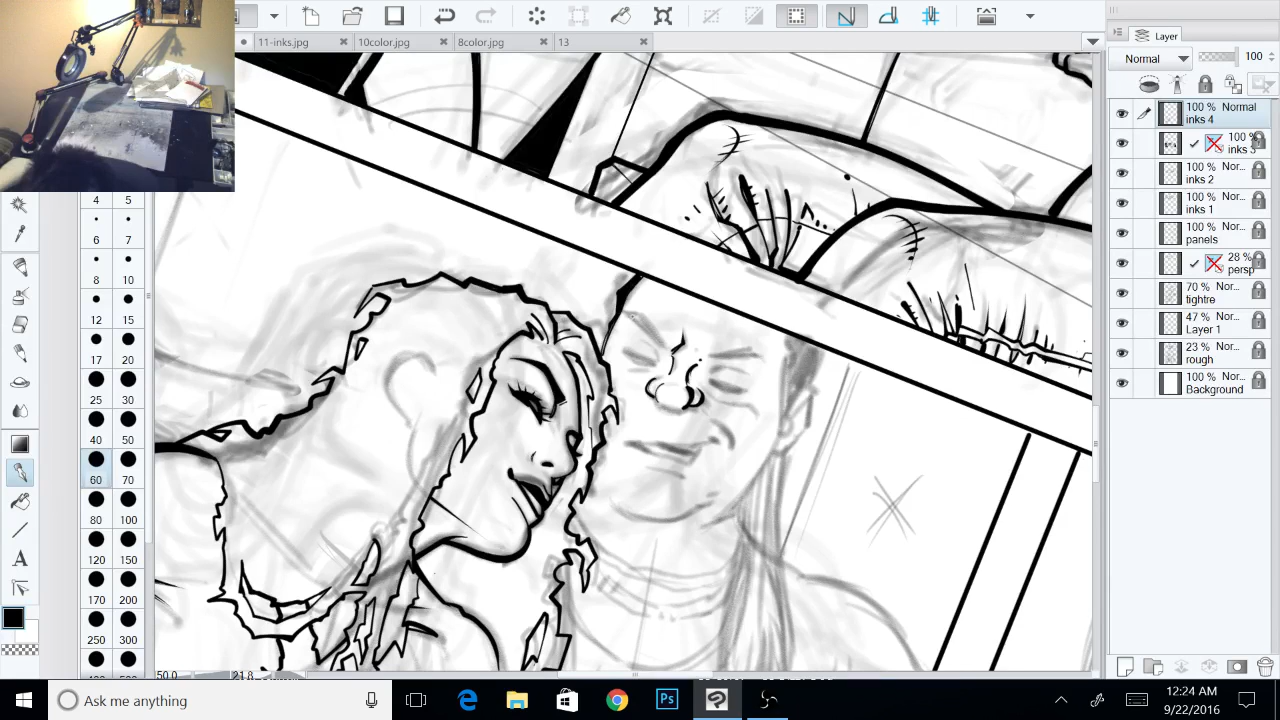 11-inks.jpg 10color.jpg 8color.jpg 13
Layer
Normal 100
100 % Normal
inks 4
100 %
inks 3
100 % Nor...
inks 2
100 % Nor...
inks 1
100 % Nor...
panels
28 %
persp
70 % Nor...
tightre
47 % Nor...
Layer 1
23 % Nor...
rough
100 % Nor...
Background
4 5
6 7
8 10
12 15
17 20
25 30
40 50
60 70
80 100
120 150
170 200
250 300
50.0 21.8
Ask me anything
12:24 AM
9/22/2016